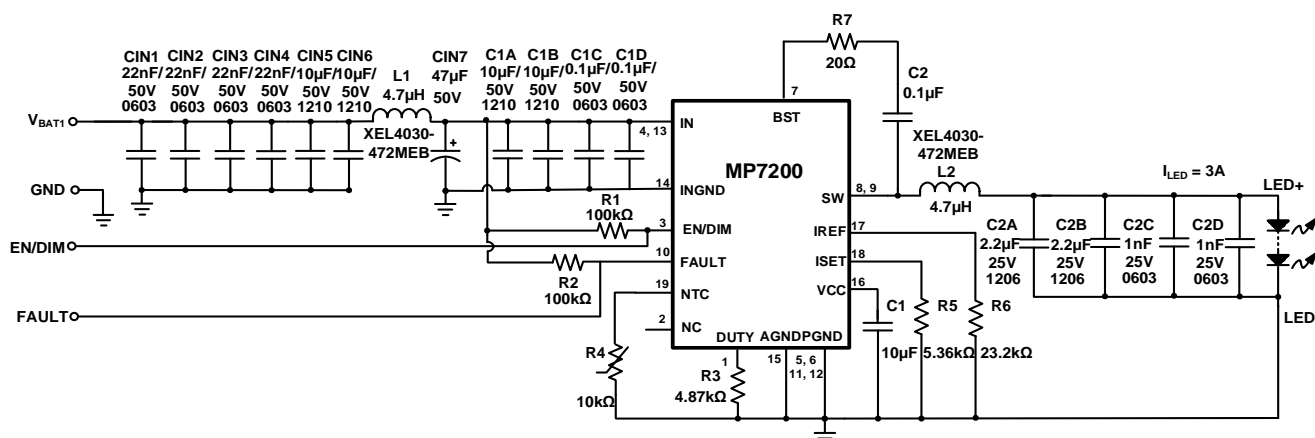 CIN1 22nF/ 50V 0603
CIN2 22nF/ 50V 0603
CIN3 22nF/ 50V 0603
CIN4 22nF/ 50V 0603
CIN5 10µF/ 50V 1210
CIN6 10µF/ 50V 1210
L1
4.7µH
XEL4030-
472MEB
CIN7
47µF
50V
+
C1A 10µF/ 50V 1210
C1B 10µF/ 50V 1210
C1C 0.1µF/ 50V 0603
C1D 0.1µF/ 50V 0603
R7
20Ω
C2
0.1µF
7
BST
VBAT1
4, 13
IN
MP7200
GND
14
INGND
R1
100kΩ
3
EN/DIM
EN/DIM
10
FAULT
R2
100kΩ
FAULT
19
NTC
2
NC
R4
10kΩ
DUTY
1
R3
4.87kΩ
AGND
15
PGND
5, 6
11, 12
SW
8, 9
XEL4030-
472MEB
L2
4.7µH
IREF
17
ISET
18
VCC
16
C1
10µF
R5
5.36kΩ
R6
23.2kΩ
ILED = 3A
LED+
C2A 2.2µF 25V 1206
C2B 2.2µF 25V 1206
C2C 1nF 25V 0603
C2D 1nF 25V 0603
LED